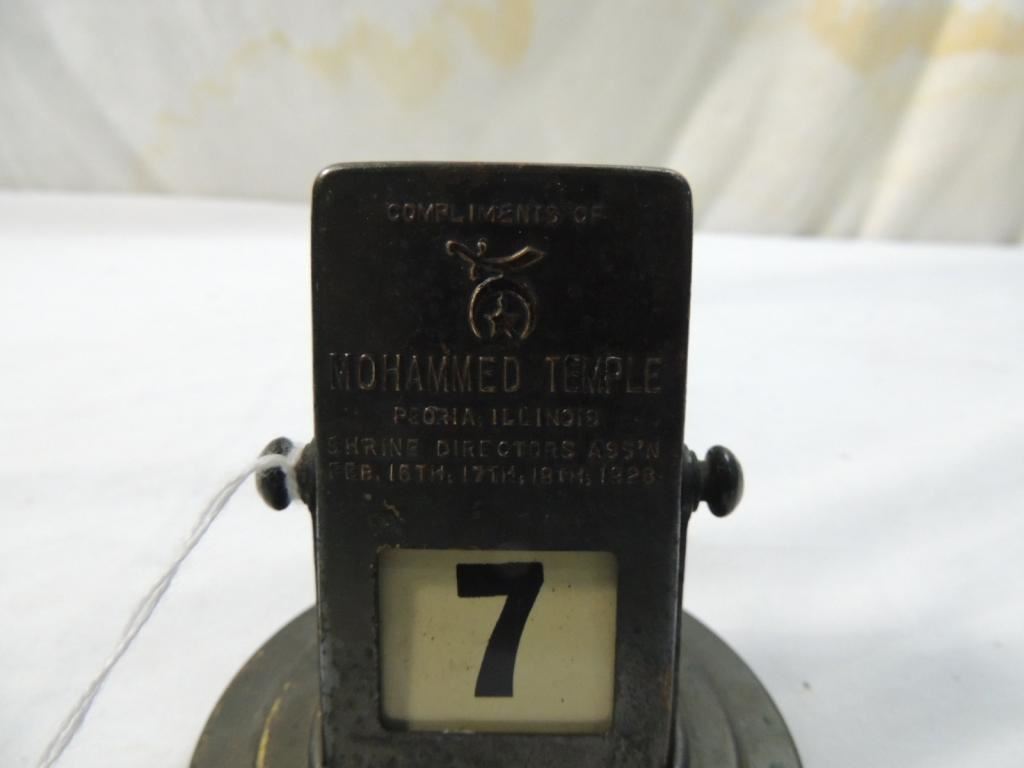 COMPLIMENTS OF
MOHAMMED TEMPLE
PEORIA, ILLINOIS
SHRINE DIRECTORS ASS'N
FEB. 16TH, 17TH, 18TH, 1928
7